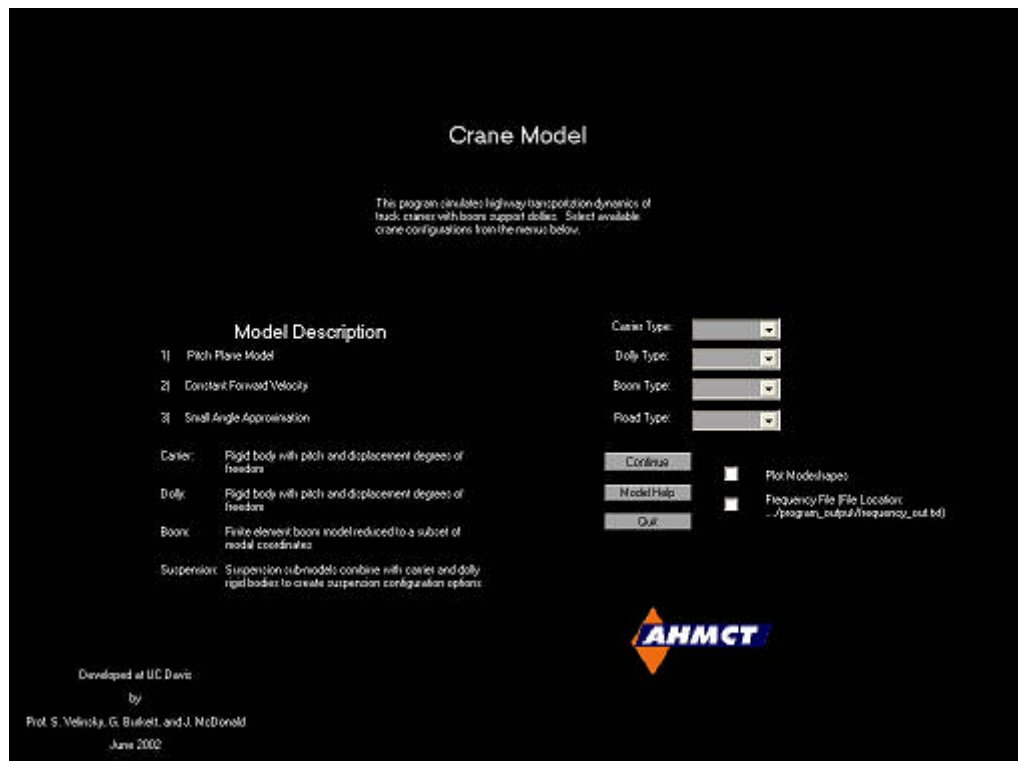 Crane Model
This program simulates highway transportation dynamics of
truck cranes with boom support dollies. Select available
crane configurations from the menus below.
Model Description
1) Pitch Plane Model
2) Constant Forward Velocity
3) Small Angle Approximation
Carrier: Rigid body with pitch and displacement degrees of
freedom
Dolly: Rigid body with pitch and displacement degrees of
freedom
Boom: Finite element boom model reduced to a subset of
modal coordinates
Suspension: Suspension submodels combine with carrier and dolly
rigid bodies to create suspension configuration options
Carrier Type:
Dolly Type:
Boom Type:
Road Type:
Continue
Model Help
Quit
Plot Modeshapes
Frequency File (File Location:
.../program_output/frequency_out.txt)
AHMCT
Developed at UC Davis
by
Prof. S. Velinsky, G. Burkett, and J. McDonald
June 2002